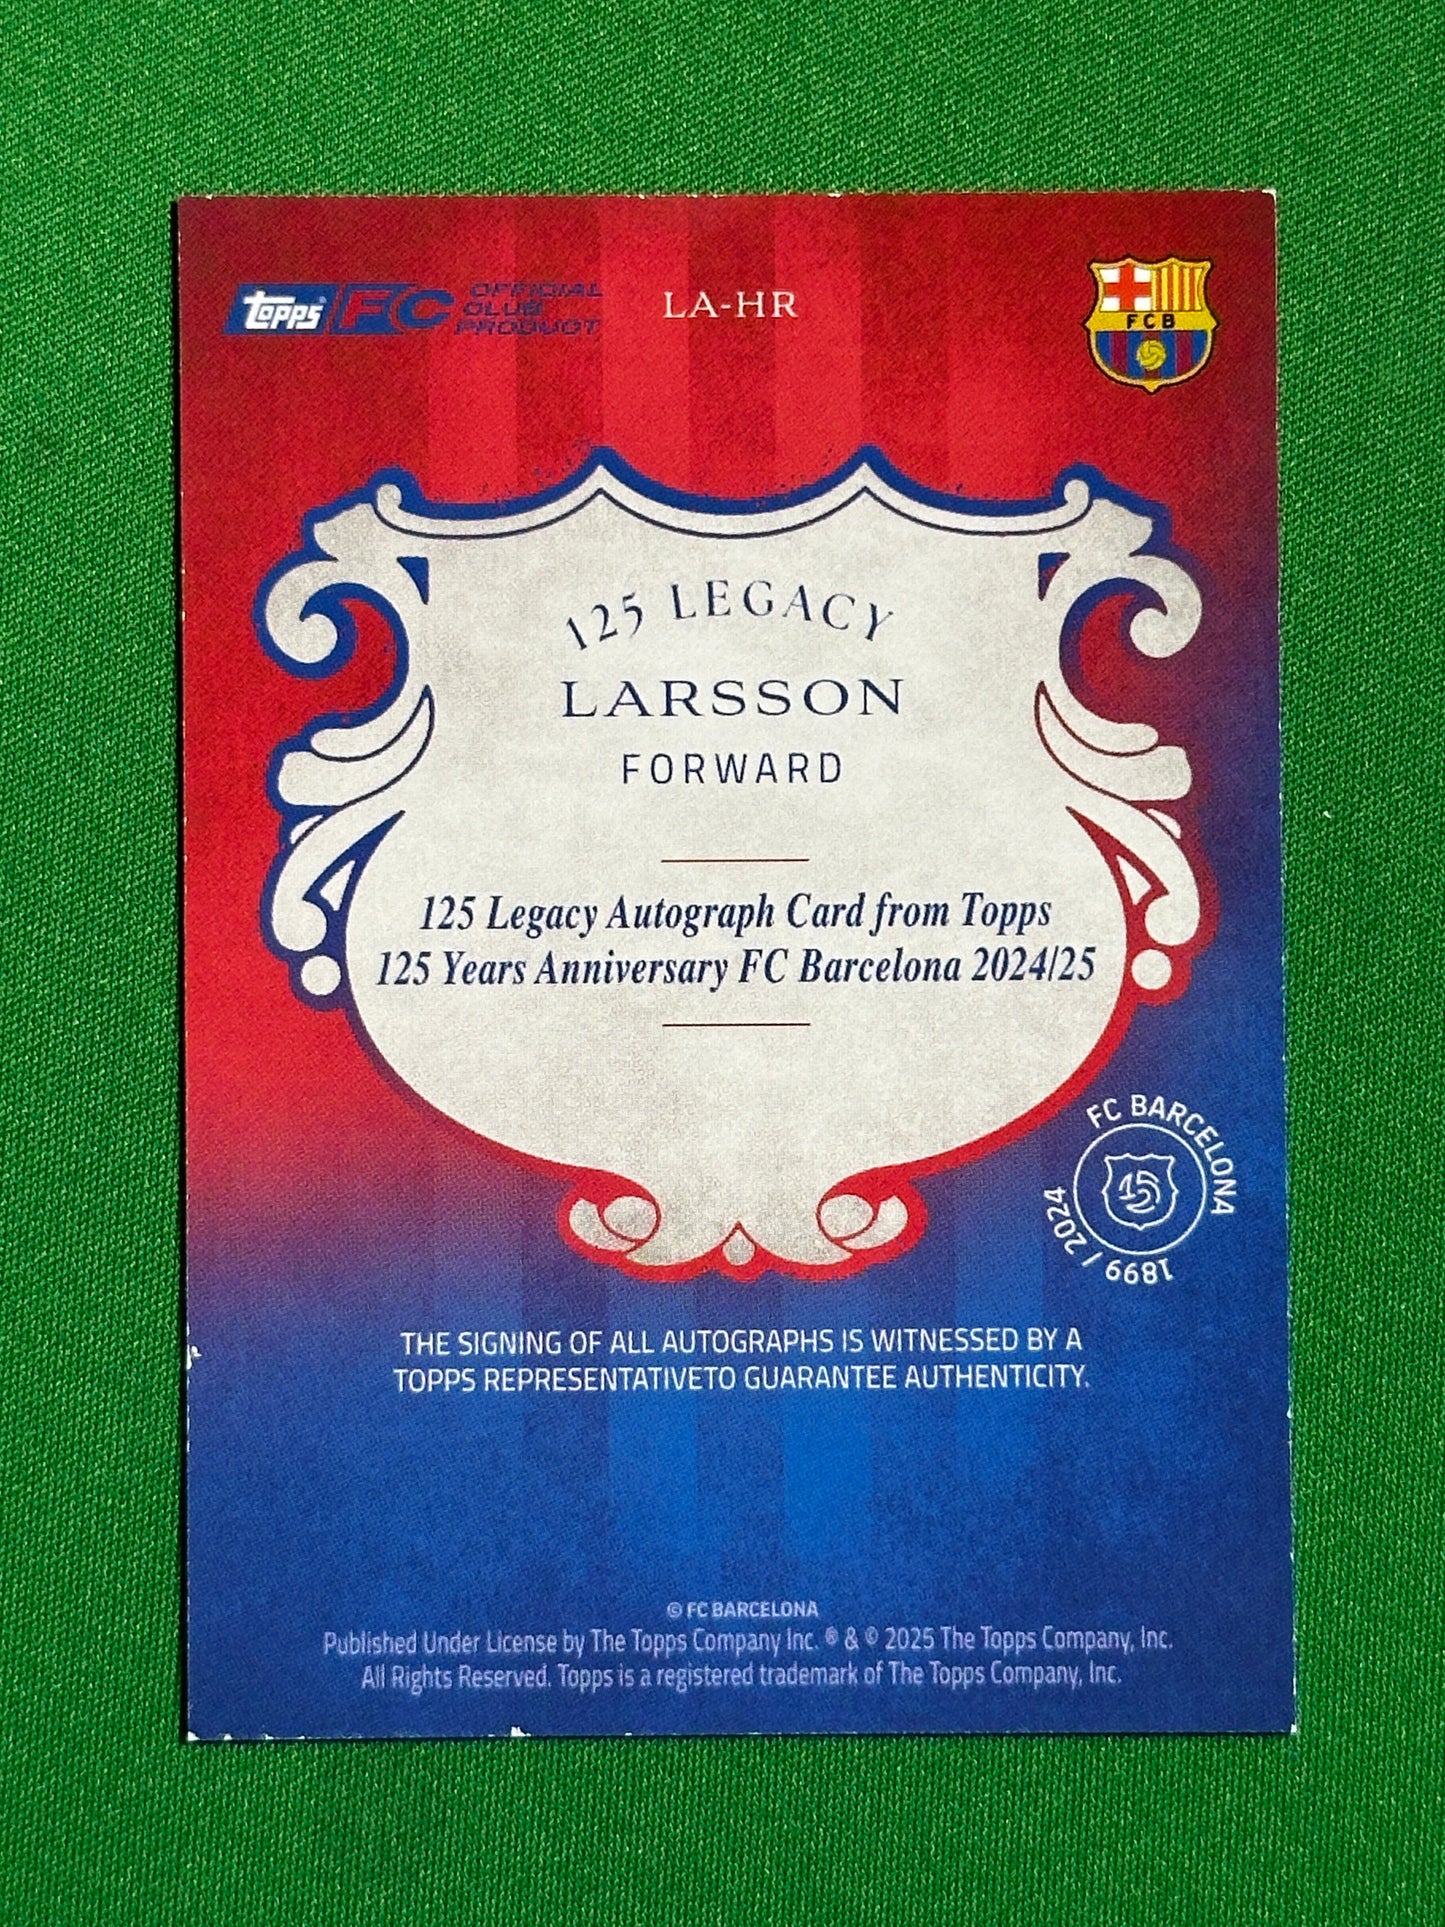 topps FC OFFICIAL CLUB PRODUCT
LA-HR
FCB
125 LEGACY
LARSSON
FORWARD
125 Legacy Autograph Card from Topps
125 Years Anniversary FC Barcelona 2024/25
FC BARCELONA
125
1899 / 2024
THE SIGNING OF ALL AUTOGRAPHS IS WITNESSED BY A
TOPPS REPRESENTATIVETO GUARANTEE AUTHENTICITY.
© FC BARCELONA
Published Under License by The Topps Company Inc. ® & © 2025 The Topps Company, Inc.
All Rights Reserved. Topps is a registered trademark of The Topps Company, Inc.